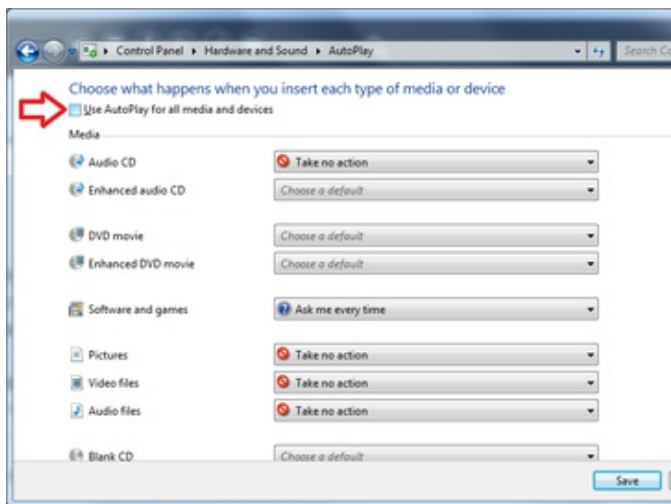 Control Panel Hardware and Sound AutoPlay Search Co
Choose what happens when you insert each type of media or device
Use AutoPlay for all media and devices
Media
Audio CD Take no action
Enhanced audio CD Choose a default
DVD movie Choose a default
Enhanced DVD movie Choose a default
Software and games Ask me every time
Pictures Take no action
Video files Take no action
Audio files Take no action
Blank CD Choose a default
Save